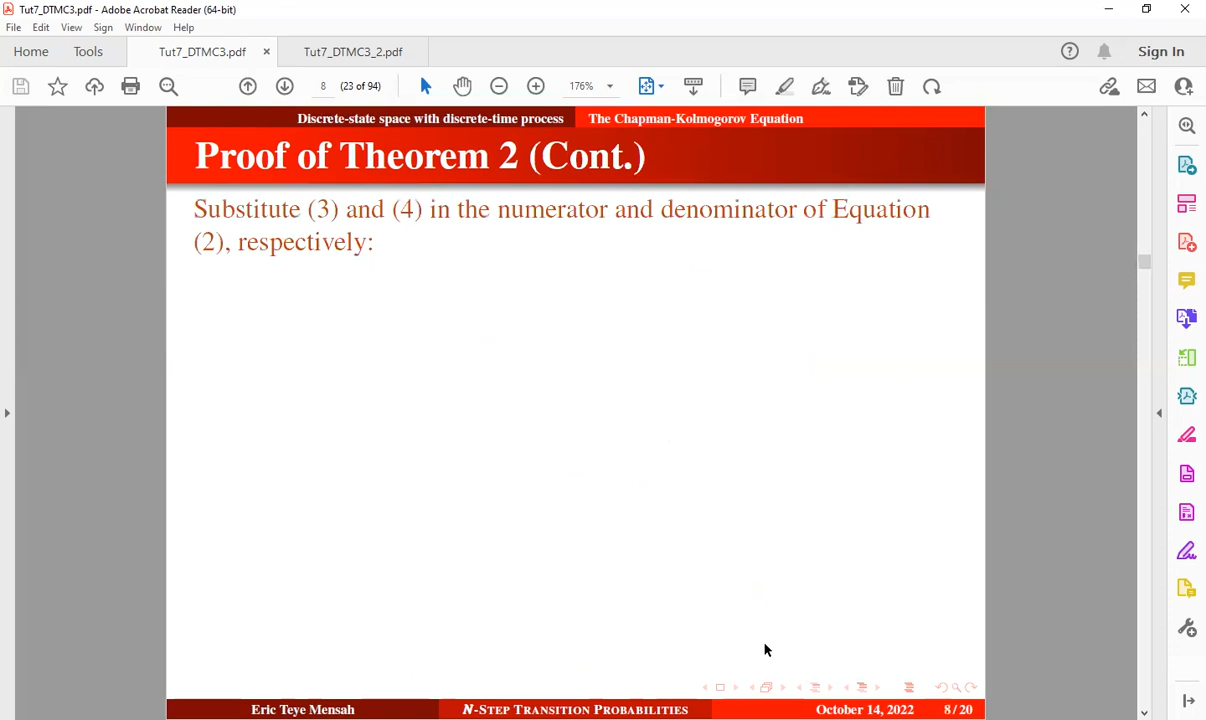 Tut7_DTMC3.pdf - Adobe Acrobat Reader (64-bit)
File Edit View Sign Window Help
Home Tools Tut7_DTMC3.pdf × Tut7_DTMC3_2.pdf Sign In
8 (23 of 94) 176%
Discrete-state space with discrete-time process The Chapman-Kolmogorov Equation
Proof of Theorem 2 (Cont.)
Substitute (3) and (4) in the numerator and denominator of Equation
(2), respectively:
Eric Teye Mensah N-STEP TRANSITION PROBABILITIES October 14, 2022 8 / 20